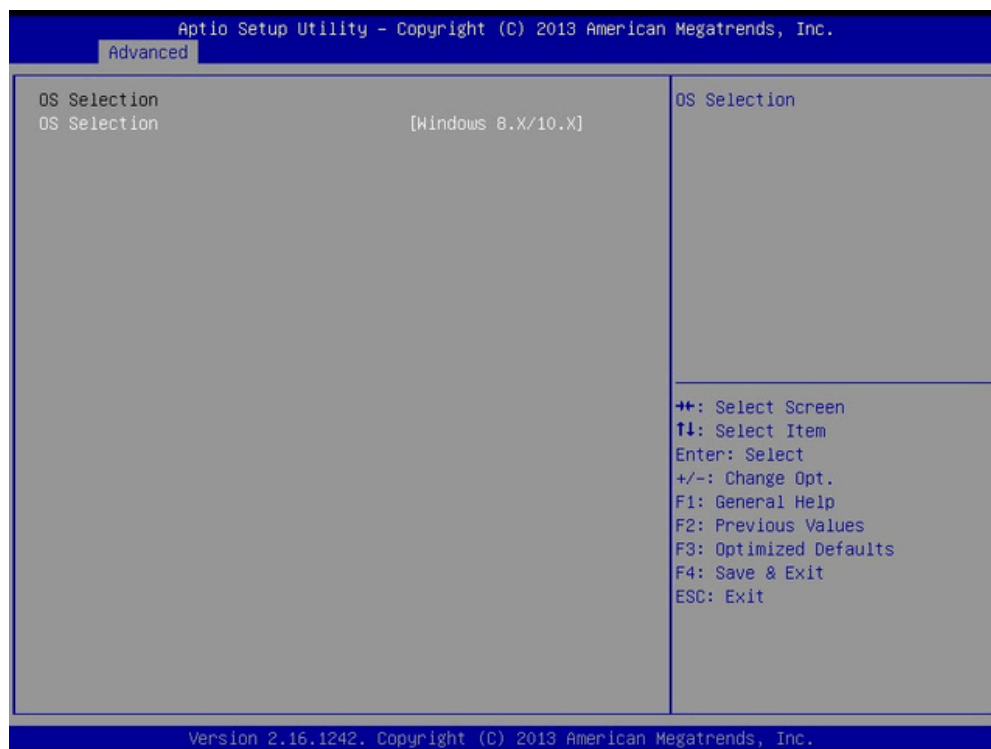 Aptio Setup Utility – Copyright (C) 2013 American Megatrends, Inc.
Advanced
OS Selection
OS Selection [Windows 8.X/10.X]
OS Selection
→←: Select Screen
↑↓: Select Item
Enter: Select
+/-: Change Opt.
F1: General Help
F2: Previous Values
F3: Optimized Defaults
F4: Save & Exit
ESC: Exit
Version 2.16.1242. Copyright (C) 2013 American Megatrends, Inc.